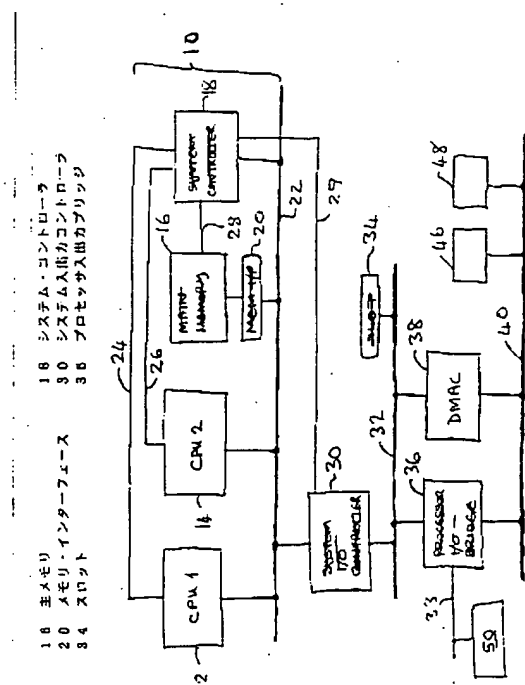 16 主メモリ
20 メモリ・インターフェース
34 スロット
18 システム・コントローラ
30 システム入出力コントローラ
36 プロセッサ入出力ブリッジ
10
24
26
18
SYSTEM
CONTROLLER
16
MAIN
MEMORY
28
20
MEM I/F
CPU 1
2
CPU 2
14
22
29
30
SYSTEM
I/O
CONTROLLER
34
SLOT
32
36
PROCESSOR
I/O
BRIDGE
38
DMAC
33
50
46
48
40